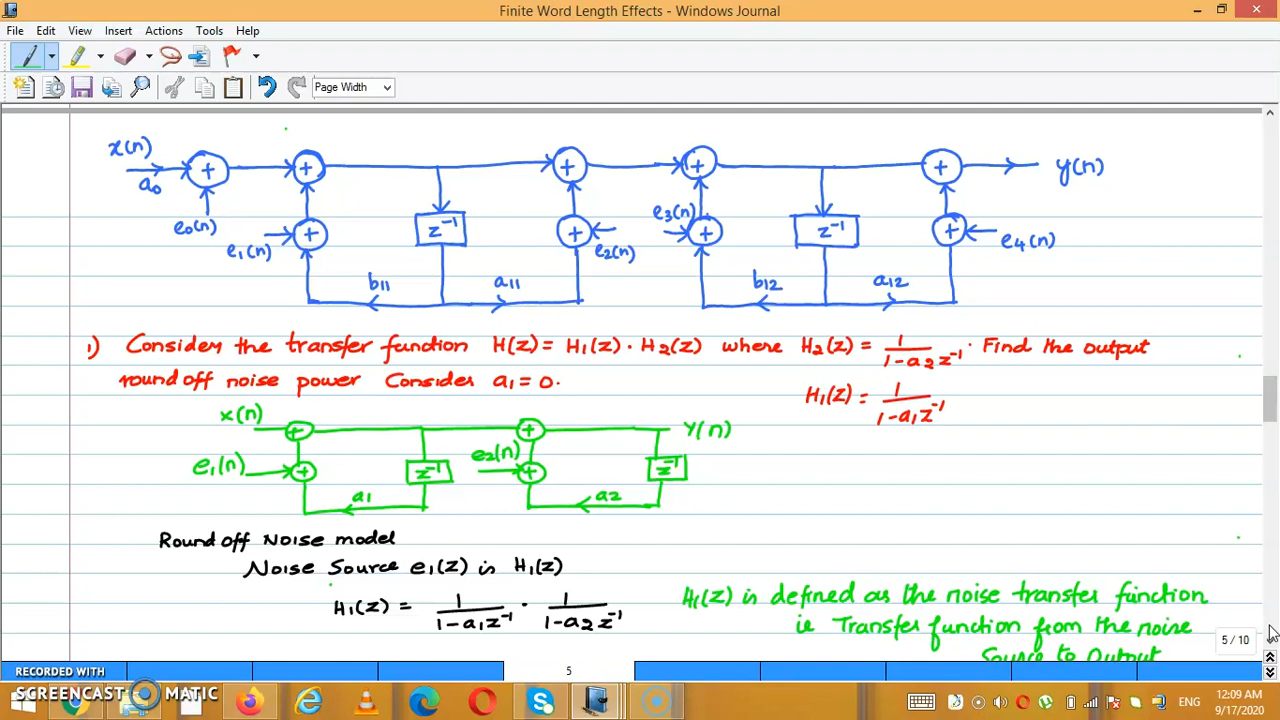 Finite Word Length Effects - Windows Journal
File Edit View Insert Actions Tools Help
Page Width
x(n)
a0
e0(n)
e1(n)
b11
z⁻¹
a11
e2(n)
e3(n)
b12
z⁻¹
a12
e4(n)
y(n)
1) Consider the transfer function H(z) = H1(z) · H2(z) where H2(z) = 1/(1-a2z⁻¹) · Find the output
round off noise power Consider a1 = 0.
H1(z) = 1/(1-a1z⁻¹)
x(n)
e1(n)
a1
z⁻¹
e2(n)
a2
z⁻¹
Y(n)
Round off Noise model
Noise Source e1(z) is H1(z)
H1(z) = 1/(1-a1z⁻¹) · 1/(1-a2z⁻¹)
H1(z) is defined as the noise transfer function
ie Transfer function from the noise
Source to Output
5 / 10
5
RECORDED WITH
SCREENCAST MATIC
ENG
12:09 AM
9/17/2020